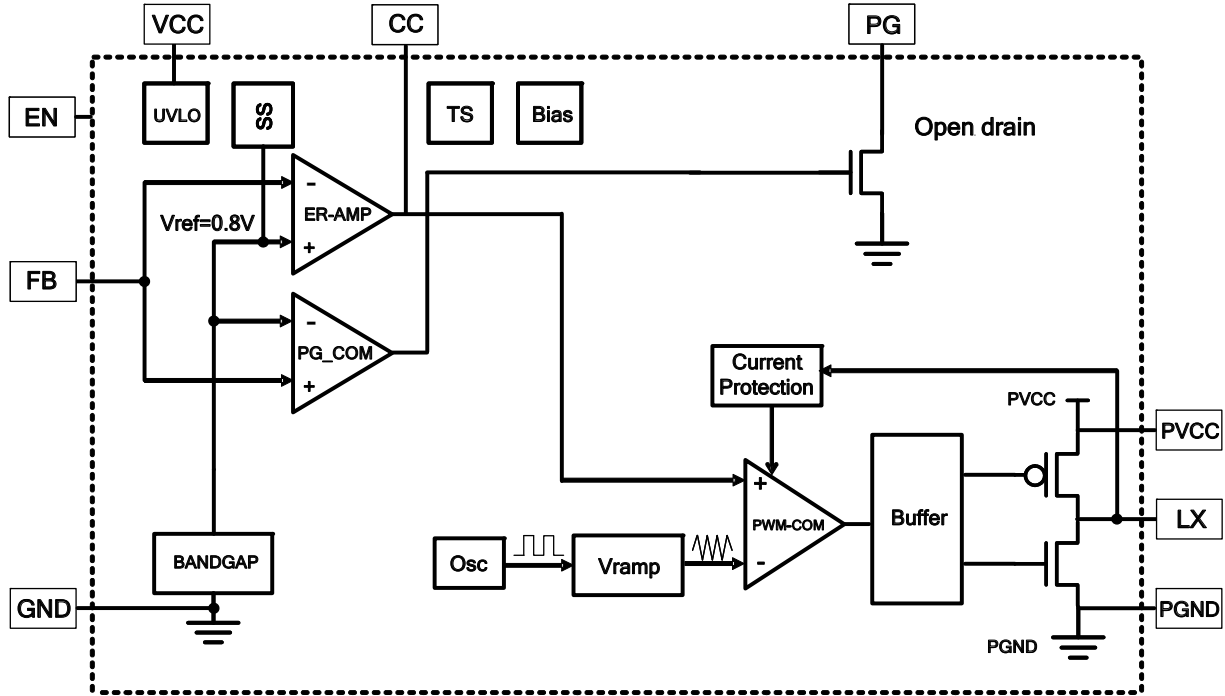 VCC
CC
PG
EN
UVLO
SS
TS
Bias
Open drain
-
ER-AMP
+
Vref=0.8V
FB
-
PG_COM
+
Current
Protection
PVCC
PVCC
+
PWM-COM
-
Buffer
LX
Osc
Vramp
BANDGAP
GND
PGND
PGND